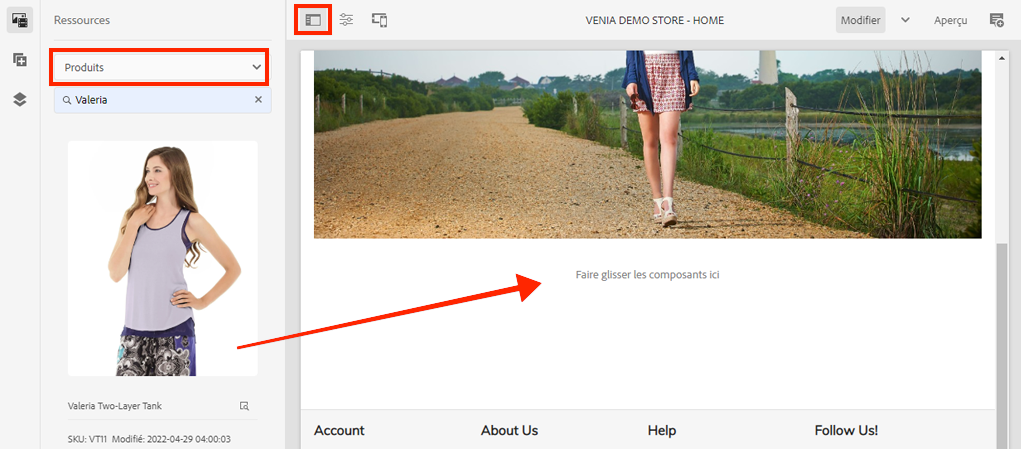 Ressources
VENIA DEMO STORE - HOME
Modifier
Aperçu
Produits
Valeria
Faire glisser les composants ici
Valeria Two-Layer Tank
SKU: VT11 Modifié: 2022-04-29 04:00:03
Account
About Us
Help
Follow Us!